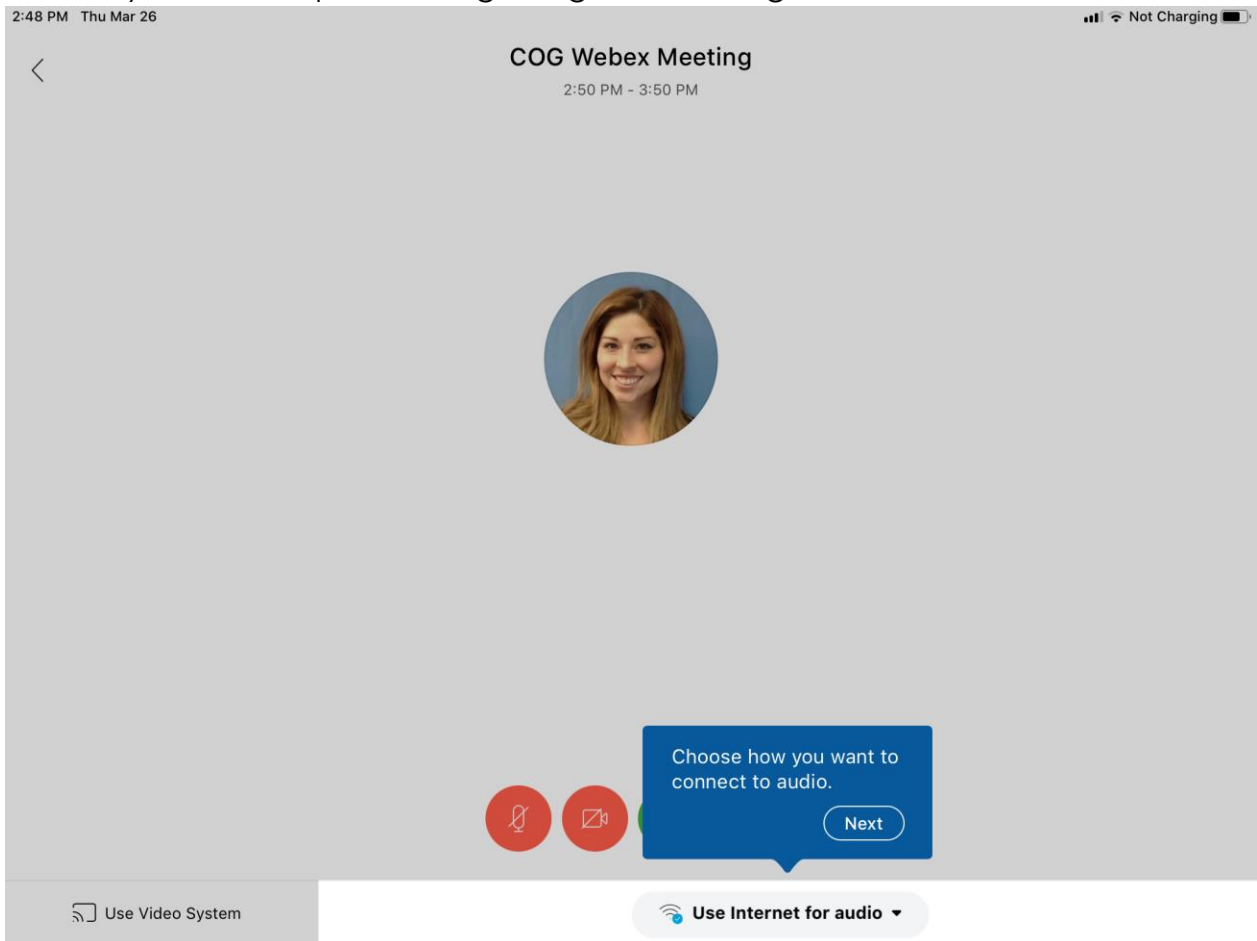 2:48 PM Thu Mar 26
Not Charging
COG Webex Meeting
2:50 PM - 3:50 PM
Choose how you want to
connect to audio.
Next
Use Video System
Use Internet for audio